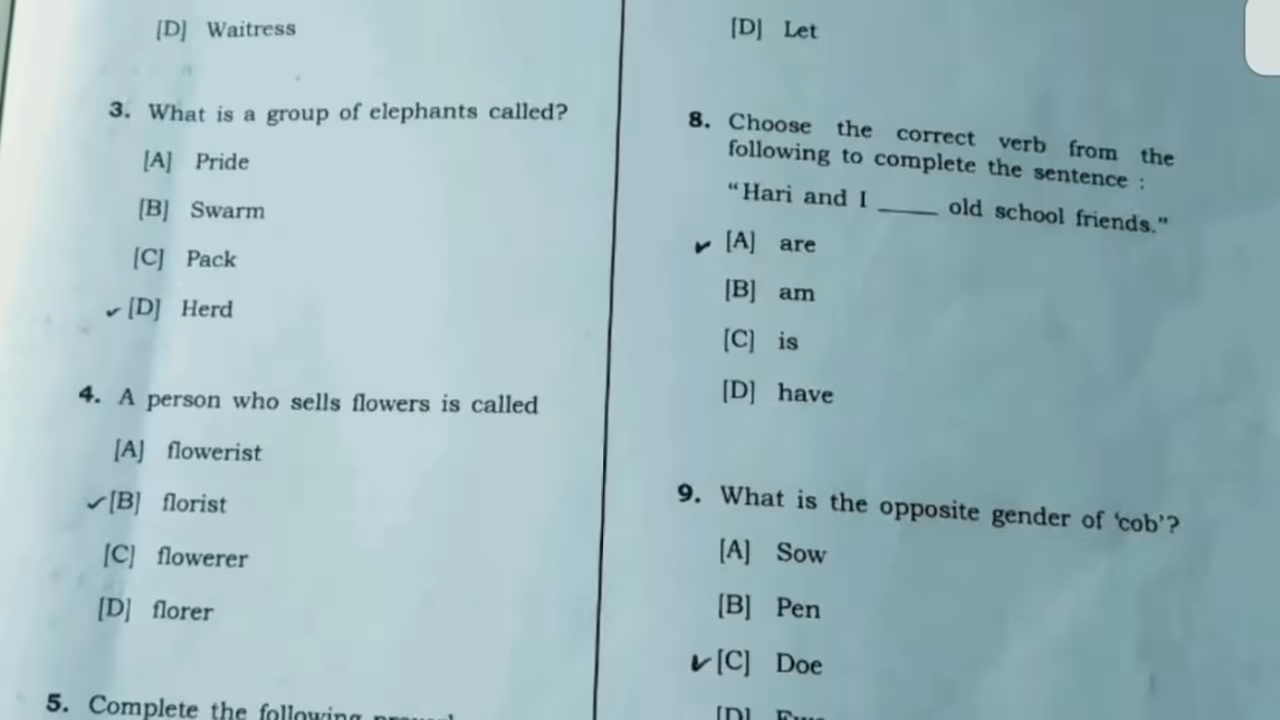 [D] Waitress
3. What is a group of elephants called?
[A] Pride
[B] Swarm
[C] Pack
[D] Herd
4. A person who sells flowers is called
[A] flowerist
[B] florist
[C] flowerer
[D] florer
5. Complete the following
[D] Let
8. Choose the correct verb from the
following to complete the sentence :
"Hari and I ____ old school friends."
[A] are
[B] am
[C] is
[D] have
9. What is the opposite gender of 'cob'?
[A] Sow
[B] Pen
[C] Doe
[D]